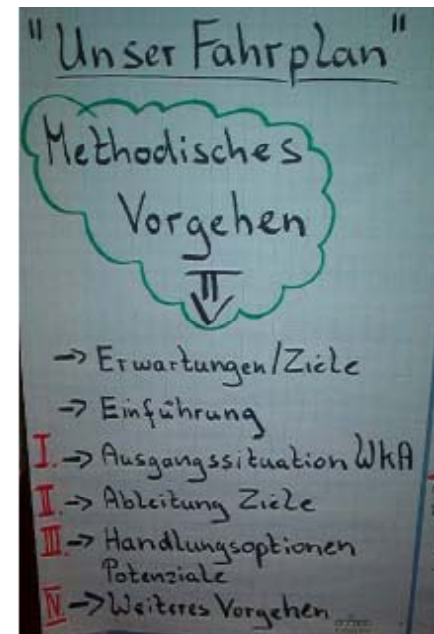 "Unser Fahrplan"
Methodisches
Vorgehen
-> Erwartungen/Ziele
-> Einführung
I. -> Ausgangssituation WkA
II. -> Ableitung Ziele
III. -> Handlungsoptionen
Potenziale
IV. -> Weiteres Vorgehen